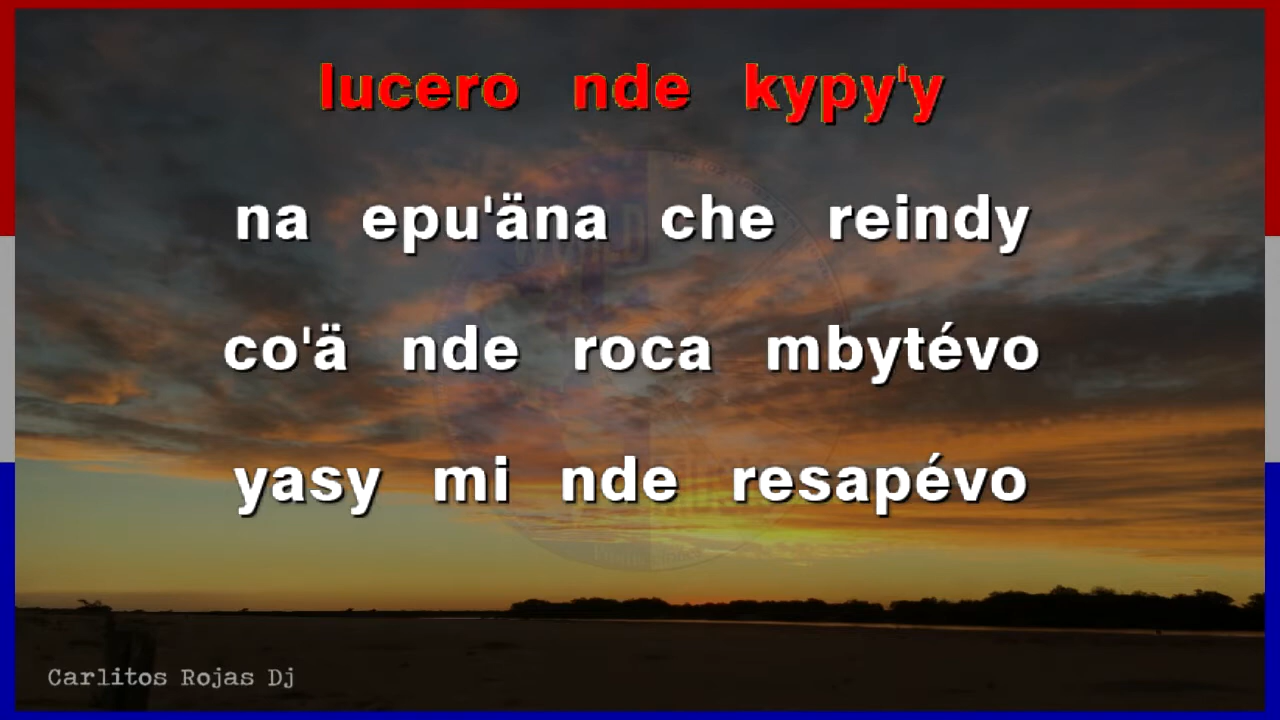 lucero nde kypy'y
na epu'äna che reindy
co'ä nde roca mbytévo
yasy mi nde resapévo
Carlitos Rojas Dj